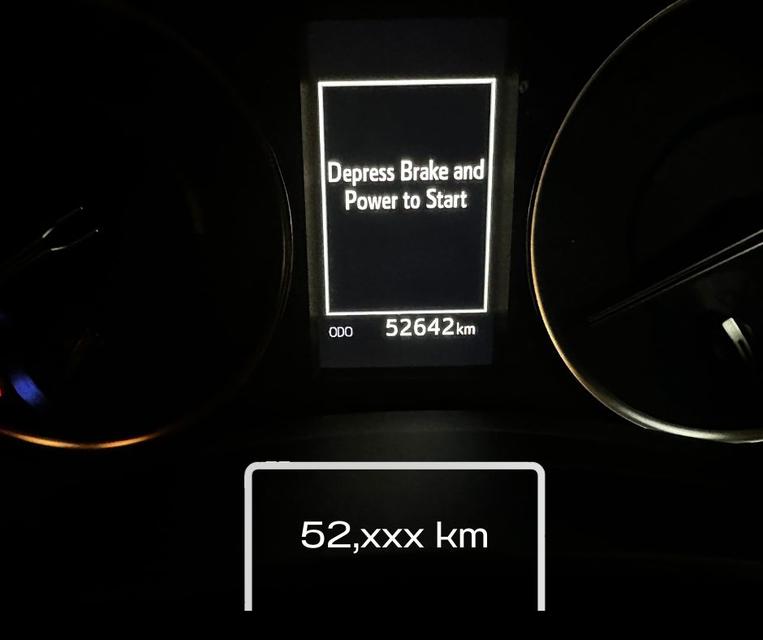 Depress Brake and
Power to Start
ODO 52642km
52,xxx km